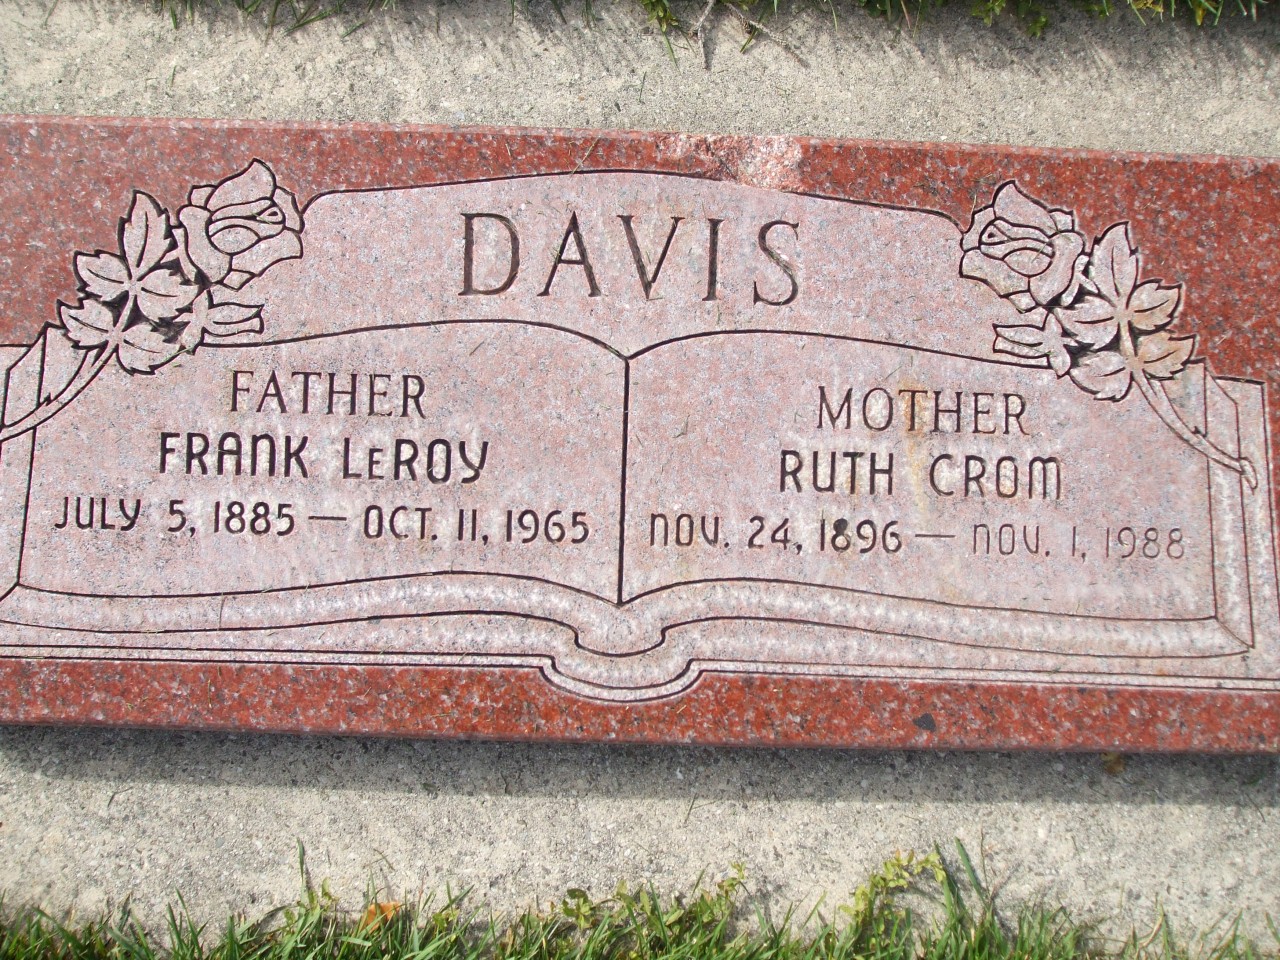 DAVIS
FATHER
FRANK LEROY
JULY 5, 1885 — OCT. 11, 1965
MOTHER
RUTH CROM
NOV. 24, 1896 — NOV. 1, 1988